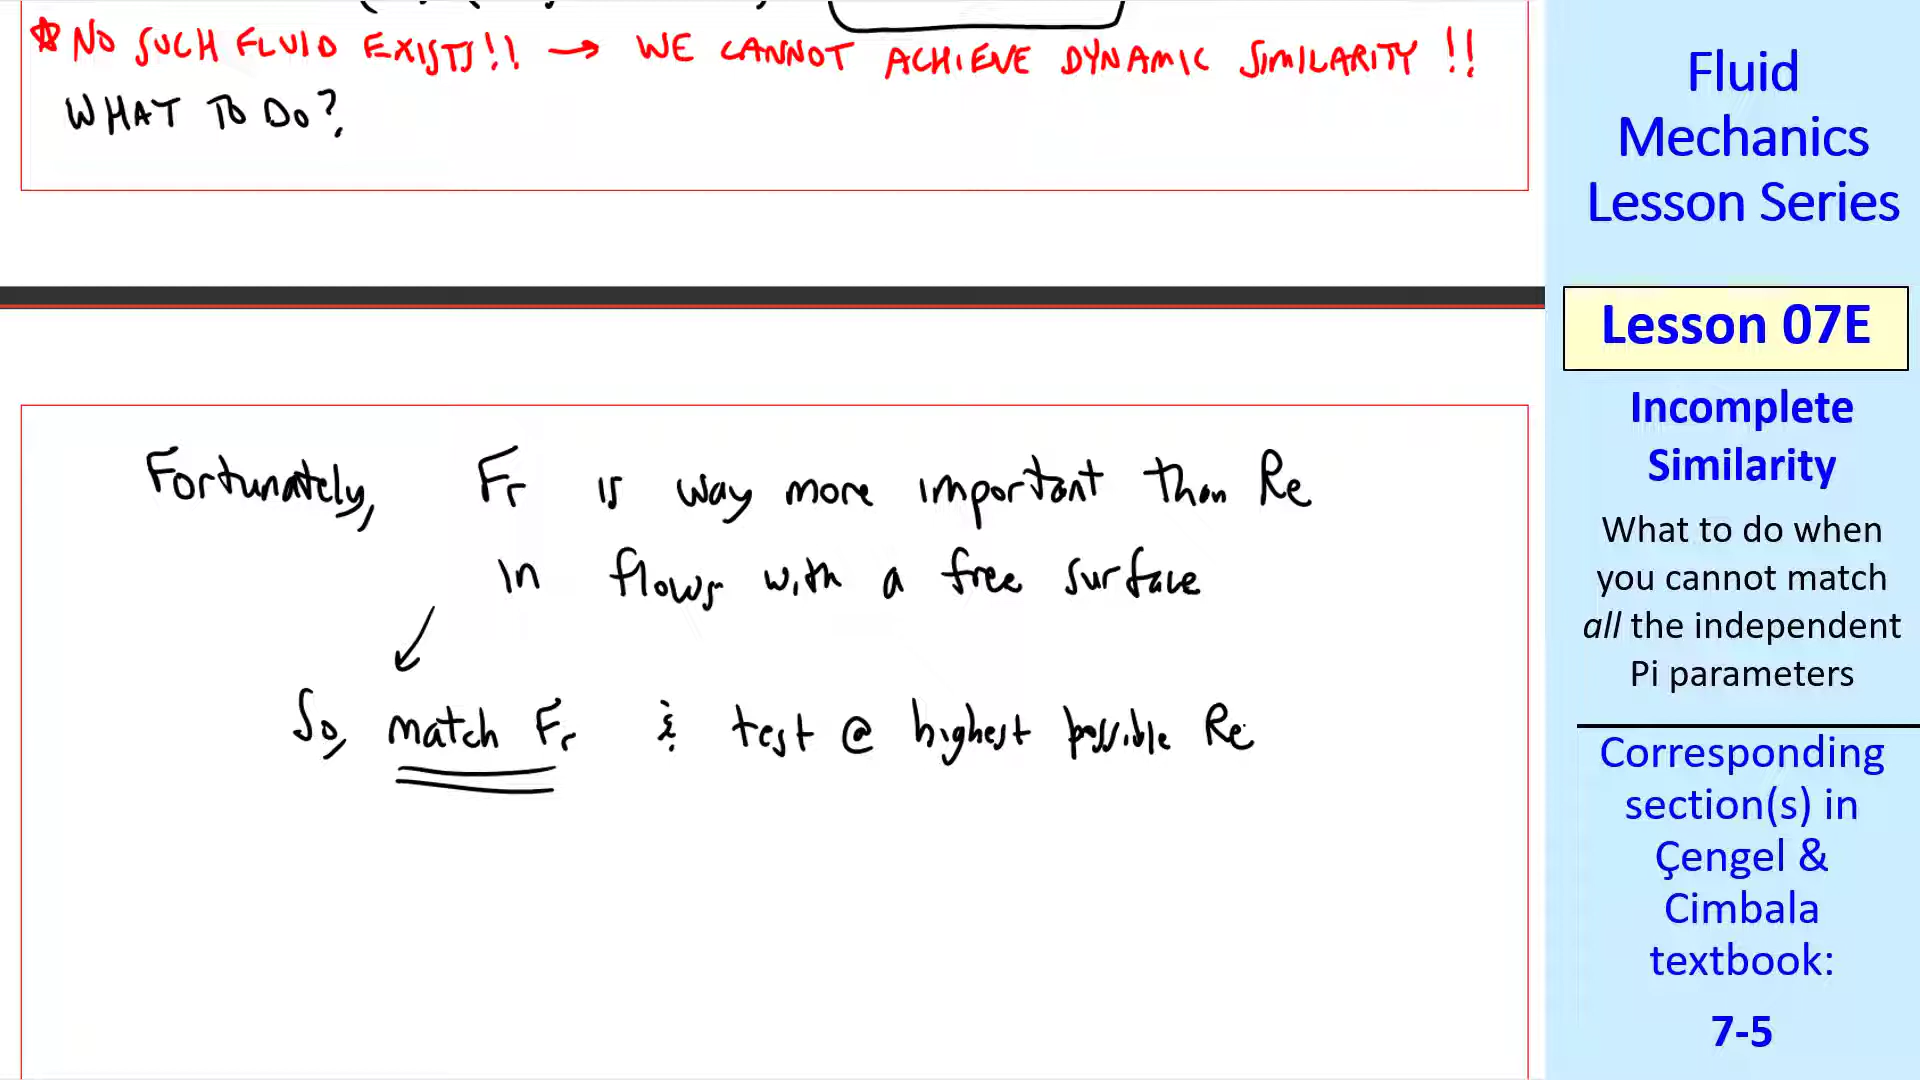 ☆ NO SUCH FLUID EXISTS!! → WE CANNOT ACHIEVE DYNAMIC SIMILARITY !!
WHAT TO DO?
Fortunately, Fr is way more important than Re
in flows with a free surface
So, match Fr & test @ highest possible Re
Fluid
Mechanics
Lesson Series
Lesson 07E
Incomplete
Similarity
What to do when
you cannot match
all the independent
Pi parameters
Corresponding
section(s) in
Çengel &
Cimbala
textbook:
7-5